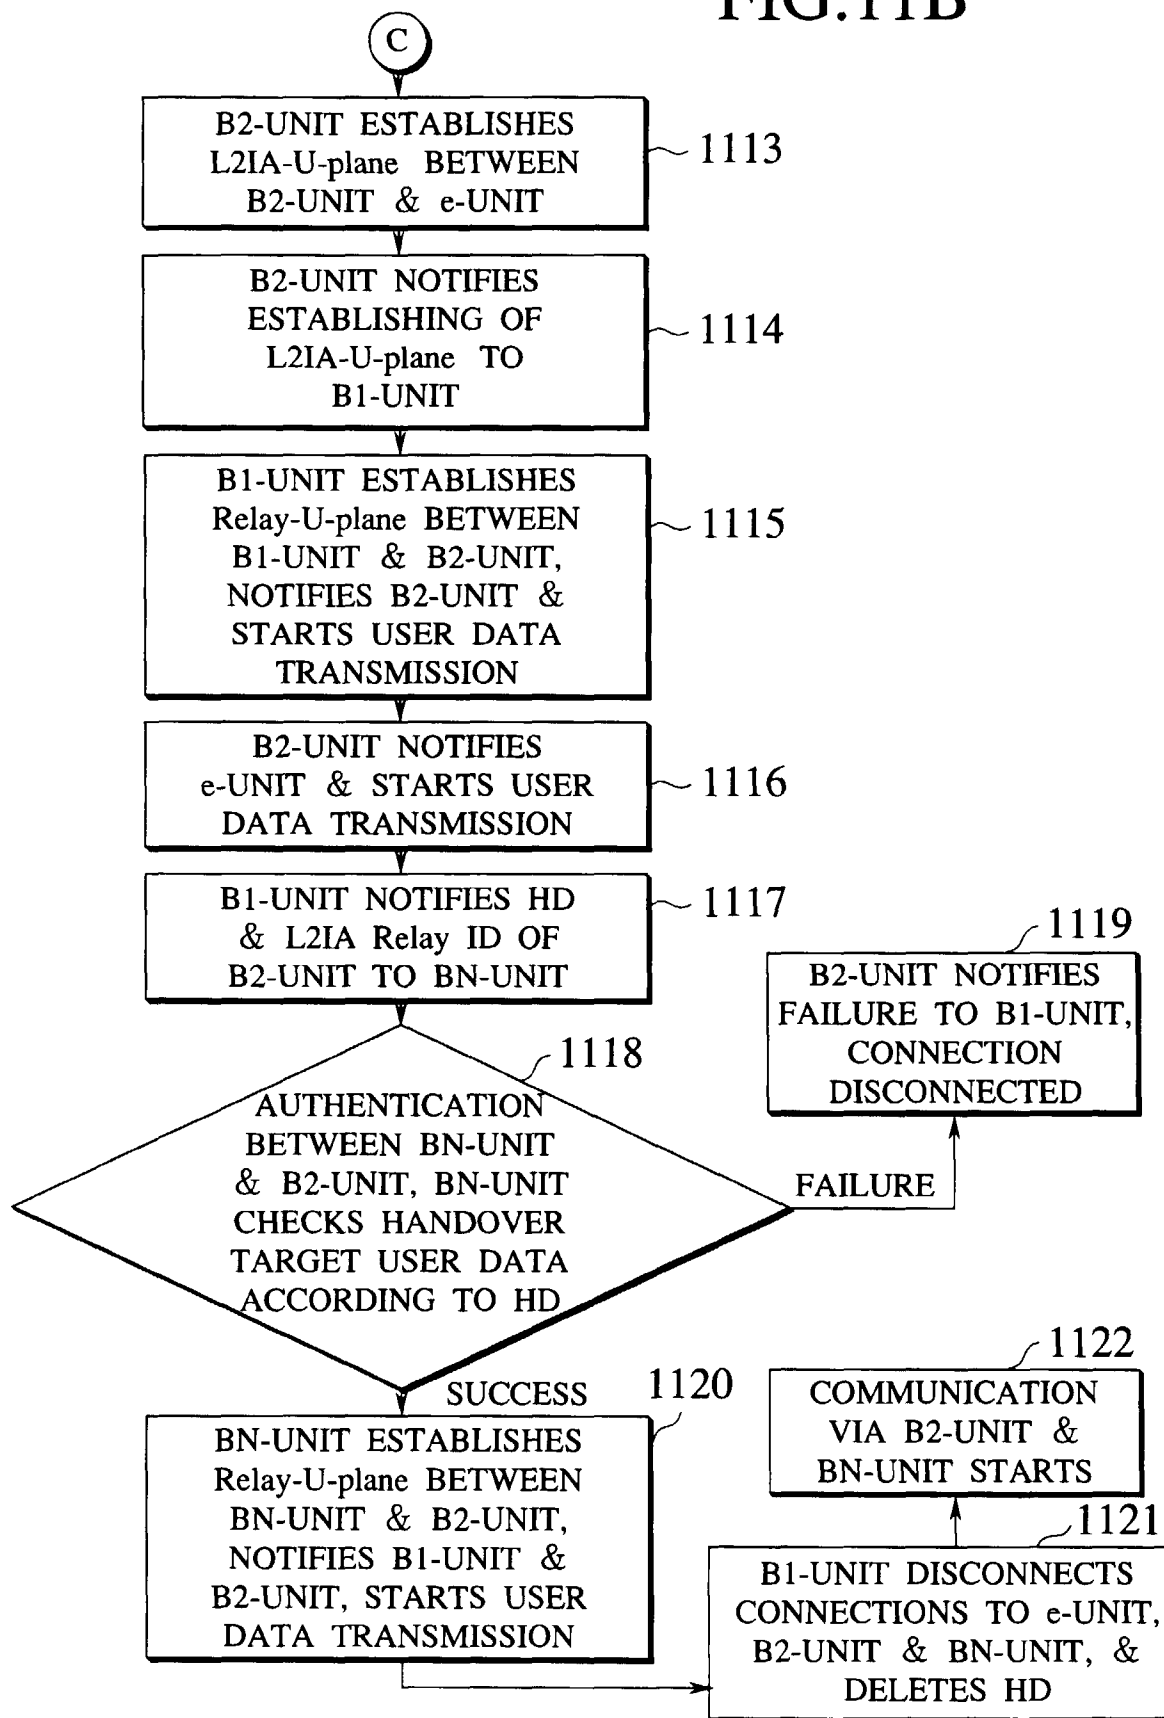 FIG.11B
C
B2-UNIT ESTABLISHES
L2IA-U-plane BETWEEN
B2-UNIT & e-UNIT
1113
B2-UNIT NOTIFIES
ESTABLISHING OF
L2IA-U-plane TO
B1-UNIT
1114
B1-UNIT ESTABLISHES
Relay-U-plane BETWEEN
B1-UNIT & B2-UNIT,
NOTIFIES B2-UNIT &
STARTS USER DATA
TRANSMISSION
1115
B2-UNIT NOTIFIES
e-UNIT & STARTS USER
DATA TRANSMISSION
1116
B1-UNIT NOTIFIES HD
& L2IA Relay ID OF
B2-UNIT TO BN-UNIT
1117
1118
AUTHENTICATION
BETWEEN BN-UNIT
& B2-UNIT, BN-UNIT
CHECKS HANDOVER
TARGET USER DATA
ACCORDING TO HD
FAILURE
1119
B2-UNIT NOTIFIES
FAILURE TO B1-UNIT,
CONNECTION
DISCONNECTED
SUCCESS
1120
BN-UNIT ESTABLISHES
Relay-U-plane BETWEEN
BN-UNIT & B2-UNIT,
NOTIFIES B1-UNIT &
B2-UNIT, STARTS USER
DATA TRANSMISSION
1121
B1-UNIT DISCONNECTS
CONNECTIONS TO e-UNIT,
B2-UNIT & BN-UNIT, &
DELETES HD
1122
COMMUNICATION
VIA B2-UNIT &
BN-UNIT STARTS